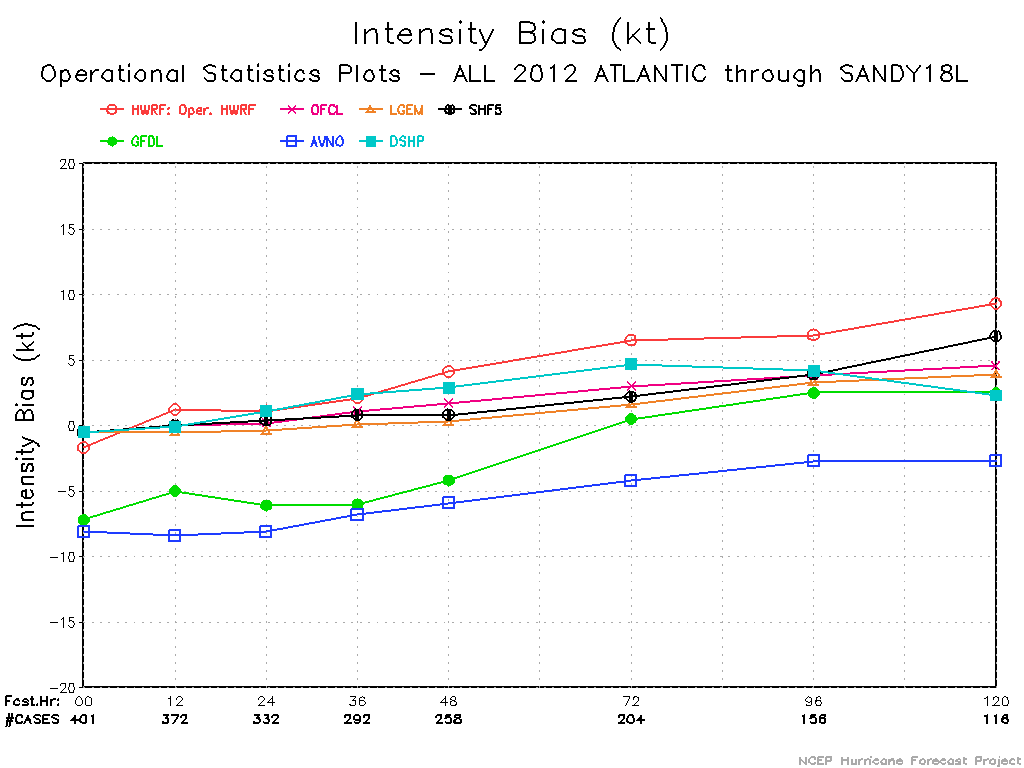 Intensity Bias (kt)
Operational Statistics Plots – ALL 2012 ATLANTIC through SANDY18L
HWRF: Oper. HWRF OFCL LGEM SHF5
GFDL AVNO DSHP
20
15
10
5
0
-5
-10
-15
-20
Intensity Bias (kt)
Fcst.Hr: 00 12 24 36 48 72 96 120
#CASES 401 372 332 292 258 204 156 116
NCEP Hurricane Forecast Project